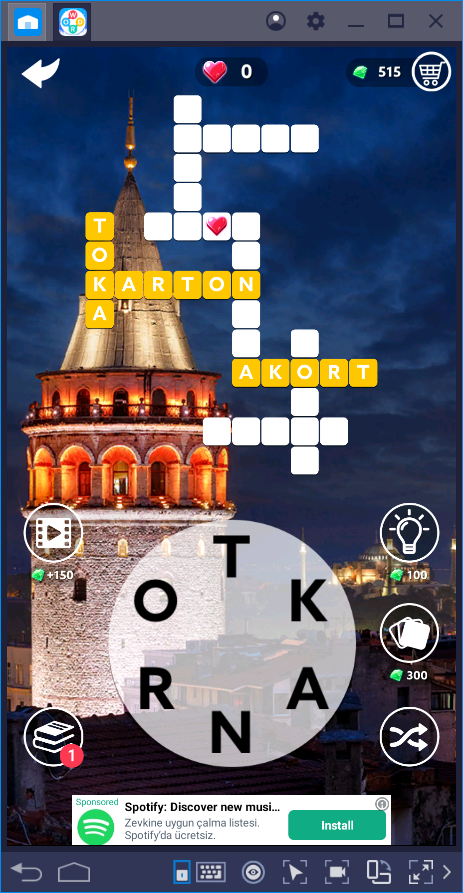 W
O R
D
0
515
T
O
KARTON
A
AKORT
+150
100
T
O K
R A
N
300
1
Sponsored
Spotify: Discover new musi...
Zevkine uygun çalma listesi.
Spotify'da ücretsiz.
Install